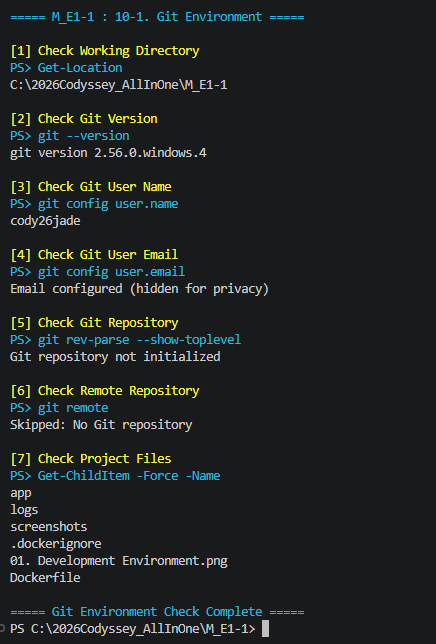 ===== M_E1-1 : 10-1. Git Environment =====
[1] Check Working Directory
PS> Get-Location
C:\2026Codyssey_AllInOne\M_E1-1
[2] Check Git Version
PS> git --version
git version 2.56.0.windows.4
[3] Check Git User Name
PS> git config user.name
cody26jade
[4] Check Git User Email
PS> git config user.email
Email configured (hidden for privacy)
[5] Check Git Repository
PS> git rev-parse --show-toplevel
Git repository not initialized
[6] Check Remote Repository
PS> git remote
Skipped: No Git repository
[7] Check Project Files
PS> Get-ChildItem -Force -Name
app
logs
screenshots
.dockerignore
01. Development Environment.png
Dockerfile
===== Git Environment Check Complete =====
PS C:\2026Codyssey_AllInOne\M_E1-1>